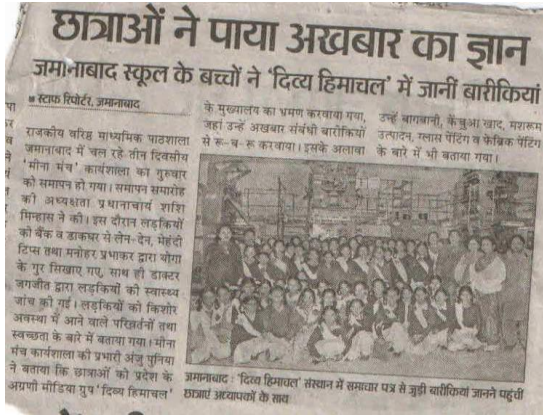 छात्राओं ने पाया अखबार का ज्ञान
जमानाबाद स्कूल के बच्चों ने 'दिव्य हिमाचल' में जानीं बारीकियां
■ स्टाफ रिपोर्टर, जमानाबाद
राजकीय वरिष्ठ माध्यमिक पाठशाला
जमानाबाद में चल रहे तीन दिवसीय
'मीना मंच' कार्यशाला का गुरुवार
को समापन हो गया। समापन समारोह
की अध्यक्षता प्रधानाचार्य शशि
मिन्हास ने की। इस दौरान लड़कियों
को बैंक व डाकघर से लेन-देन, मेहंदी
टिप्स तथा मनोहर प्रभाकर द्वारा योगा
के गुर सिखाए गए, साथ ही डाक्टर
जगजीत द्वारा लड़कियों की स्वास्थ्य
जांच की गई। लड़कियों को किशोर
अवस्था में आने वाले परिवर्तनों तथा
स्वच्छता के बारे में बताया गया। मीना
मंच कार्यशाला की प्रभारी अंजु पुनिया
ने बताया कि छात्राओं को प्रदेश के
अग्रणी मीडिया ग्रुप 'दिव्य हिमाचल'
के मुख्यालय का भ्रमण करवाया गया,
जहां उन्हें अखबार संबंधी बारीकियों
से रू-ब-रू करवाया। इसके अलावा
उन्हें बागबानी, केंचुआ खाद, मशरूम
उत्पादन, ग्लास पेंटिंग व फेब्रिक पेंटिंग
के बारे में भी बताया गया।
जमानाबाद : 'दिव्य हिमाचल' संस्थान में समाचार पत्र से जुड़ी बारीकियां जानने पहुंचीं
छात्राएं अध्यापकों के साथ